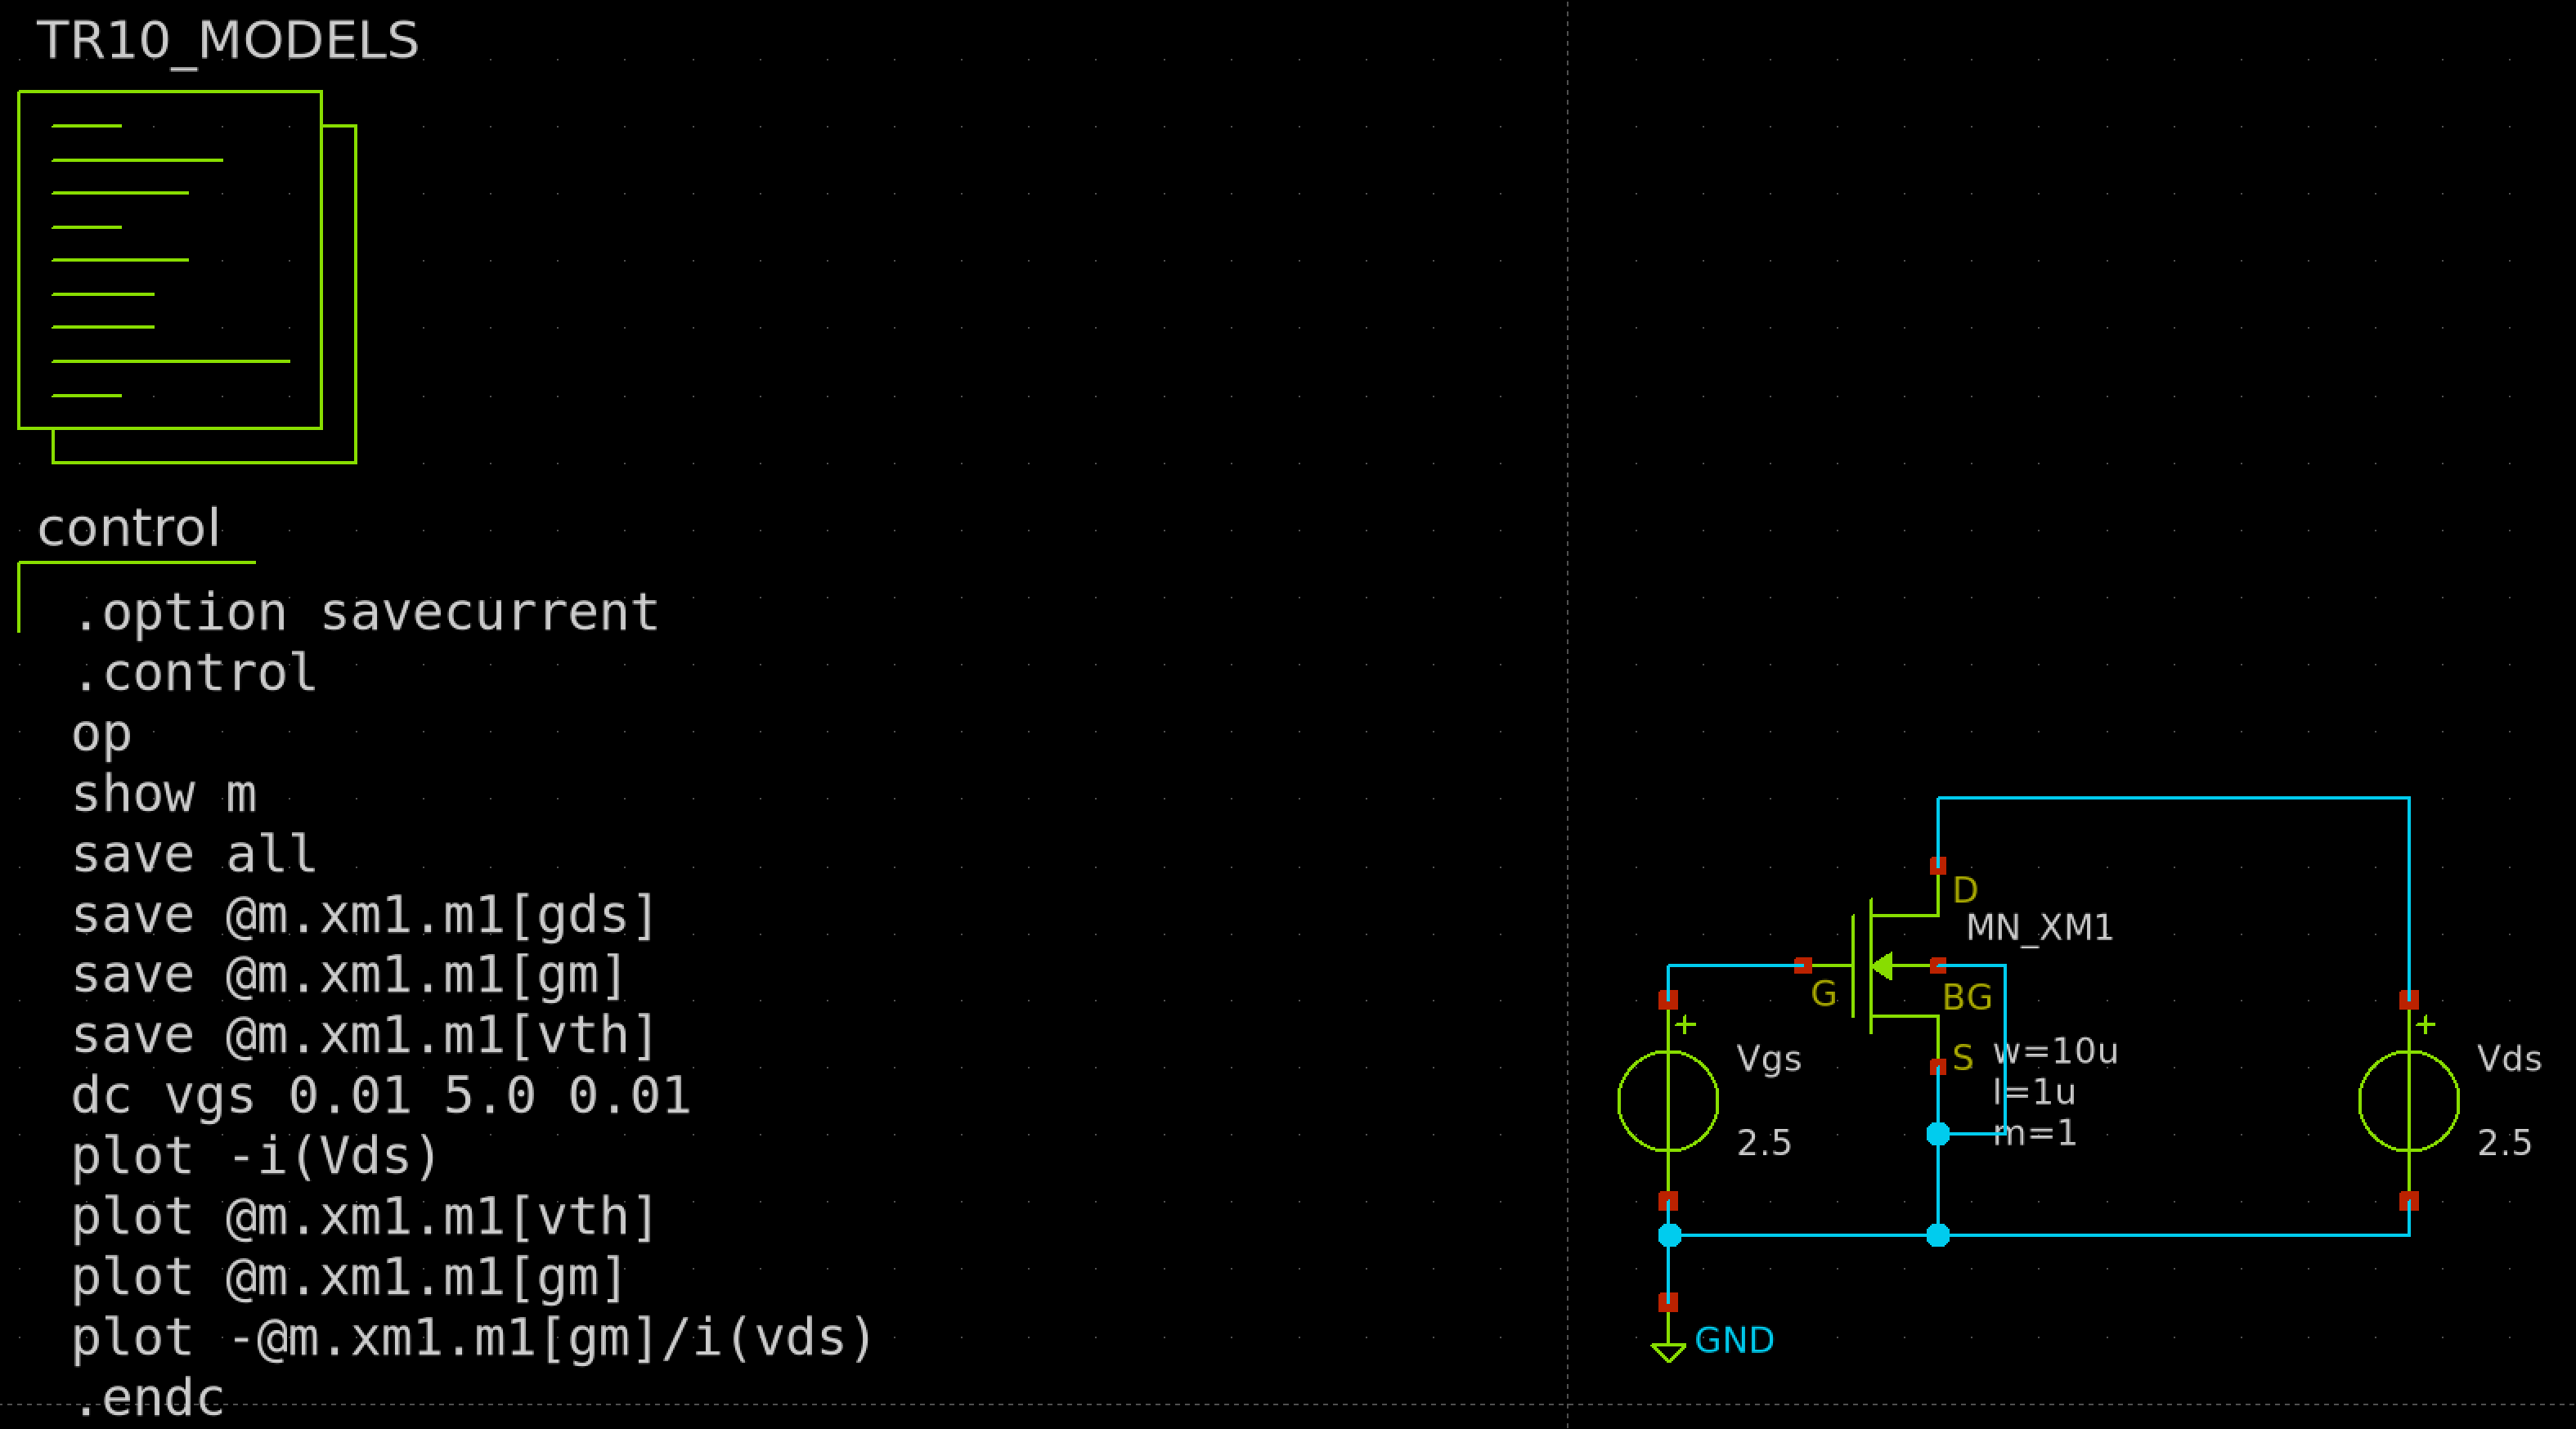 TR10_MODELS
control
.option savecurrent
.control
op
show m
save all
save @m.xm1.m1[gds]
save @m.xm1.m1[gm]
save @m.xm1.m1[vth]
dc vgs 0.01 5.0 0.01
plot -i(Vds)
plot @m.xm1.m1[vth]
plot @m.xm1.m1[gm]
plot -@m.xm1.m1[gm]/i(vds)
.endc
D
MN_XM1
G
BG
+
+
Vgs
S
w=10u
Vds
l=1u
m=1
2.5
2.5
GND